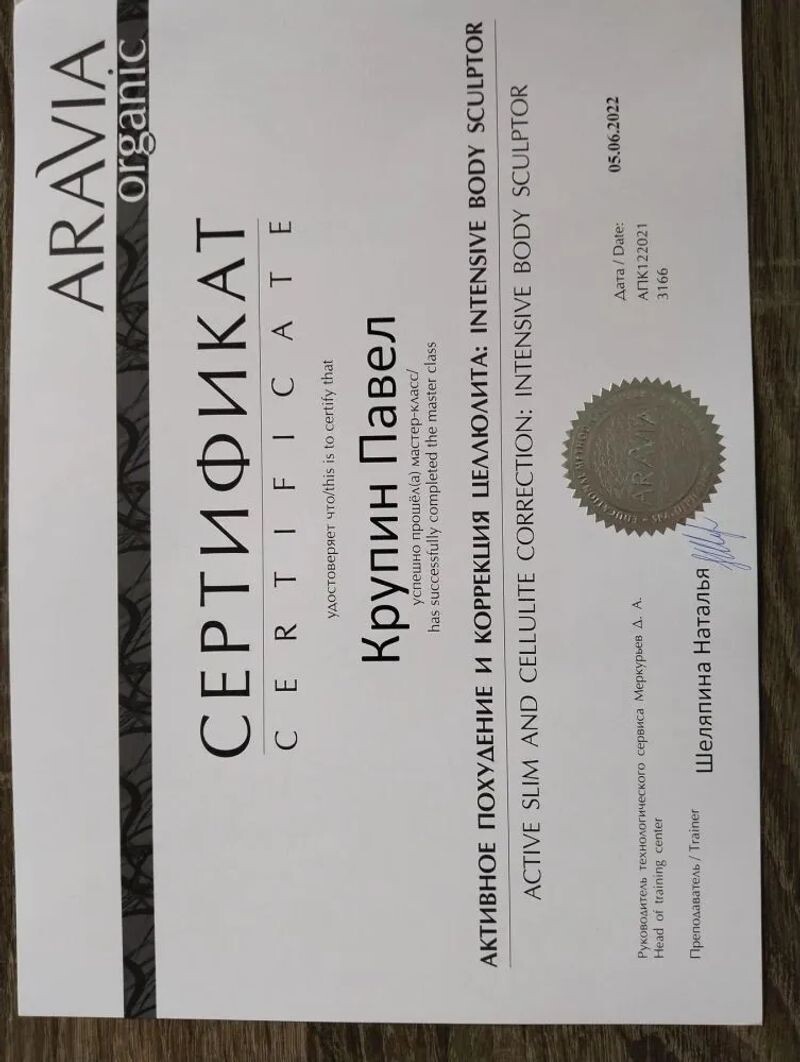 ARAVIA
organic
СЕРТИФИКАТ
CERTIFICATE
удостоверяет что/this is to certify that
Крупин Павел
успешно прошёл(а) мастер-класс/
has successfully completed the master class
АКТИВНОЕ ПОХУДЕНИЕ И КОРРЕКЦИЯ ЦЕЛЛЮЛИТА: INTENSIVE BODY SCULPTOR
ACTIVE SLIM AND CELLULITE CORRECTION: INTENSIVE BODY SCULPTOR
Дата / Date:
05.06.2022
АПК122021
3166
ARAVIA
Руководитель технологического сервиса Меркурьев Д. А.
Head of training center
Преподаватель / Trainer
Шеляпина Наталья